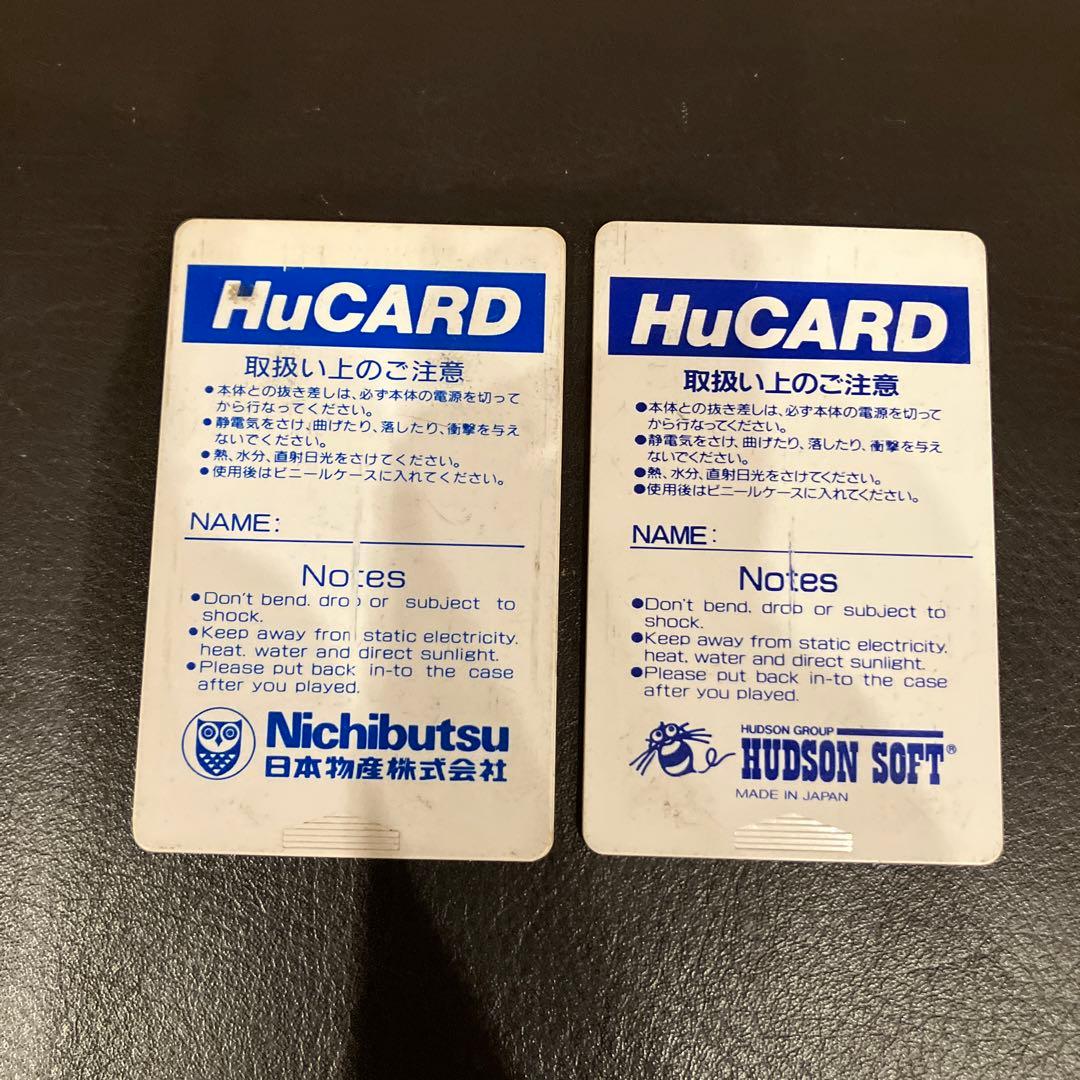 HuCARD
取扱い上のご注意
●本体との抜き差しは、必ず本体の電源を切って
から行なってください。
●静電気をさけ、曲げたり、落したり、衝撃を与え
ないでください。
●熱、水分、直射日光をさけてください。
●使用後はビニールケースに入れてください。
NAME:
Notes
●Don't bend. drop or subject to
shock.
●Keep away from static electricity.
heat. water and direct sunlight.
●Please put back in-to the case
after you played.
Nichibutsu
日本物産株式会社
HuCARD
取扱い上のご注意
●本体との抜き差しは、必ず本体の電源を切って
から行なってください。
●静電気をさけ、曲げたり、落したり、衝撃を与え
ないでください。
●熱、水分、直射日光をさけてください。
●使用後はビニールケースに入れてください。
NAME:
Notes
●Don't bend. drop or subject to
shock.
●Keep away from static electricity.
heat. water and direct sunlight.
●Please put back in-to the case
after you played.
HUDSON GROUP
HUDSON SOFT®
MADE IN JAPAN